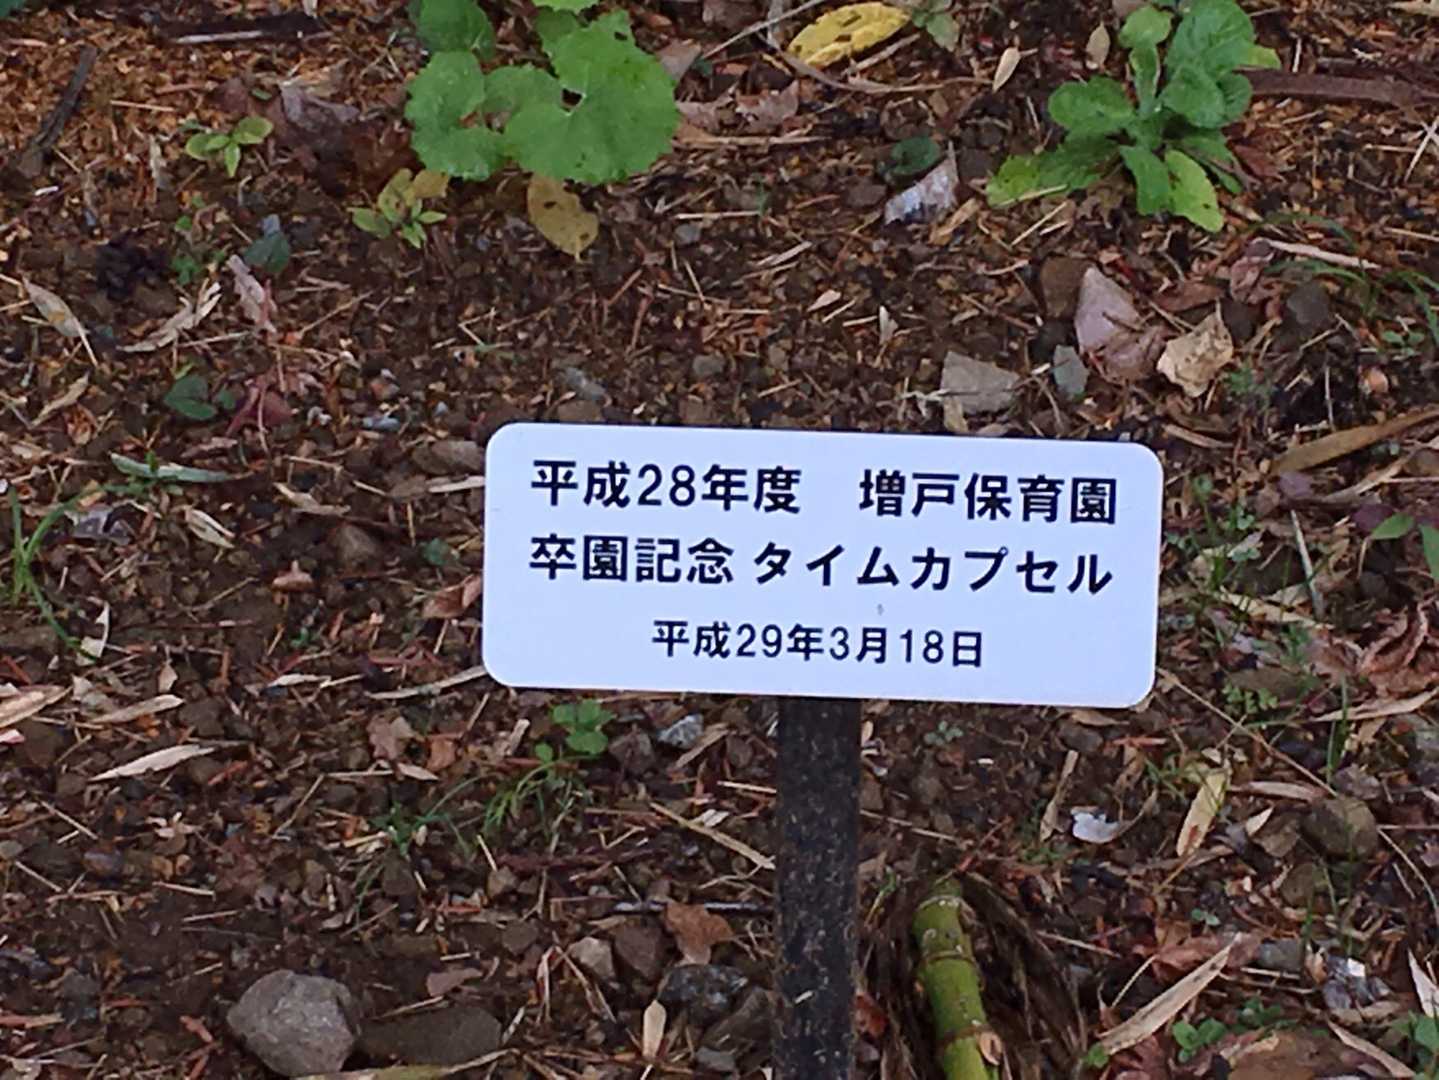 平成28年度　増戸保育園
卒園記念 タイムカプセル
平成29年3月18日